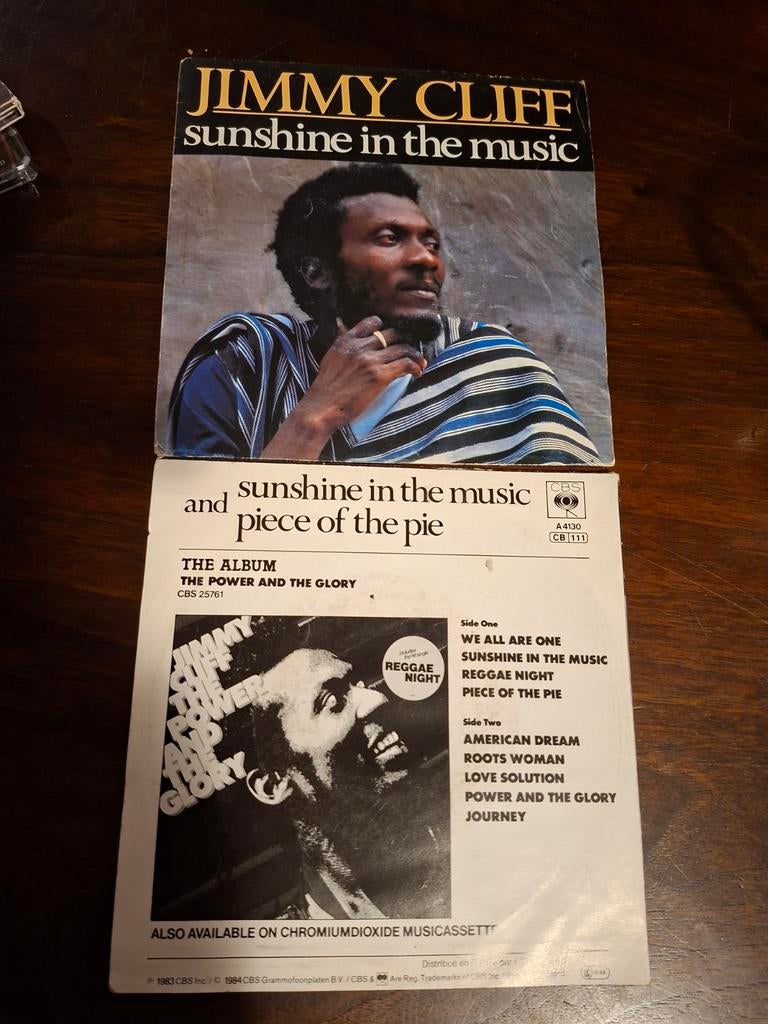 JIMMY CLIFF
sunshine in the music
sunshine in the music
and
piece of the pie
CBS
A 4130
CB 111
THE ALBUM
THE POWER AND THE GLORY
CBS 25761
JIMMY
CLIFF
THE
POWER
AND
THE
GLORY
includes
the hit single
REGGAE
NIGHT
Side One
WE ALL ARE ONE
SUNSHINE IN THE MUSIC
REGGAE NIGHT
PIECE OF THE PIE
Side Two
AMERICAN DREAM
ROOTS WOMAN
LOVE SOLUTION
POWER AND THE GLORY
JOURNEY
ALSO AVAILABLE ON CHROMIUMDIOXIDE MUSICASSETTE
Distribué en
℗ 1983 CBS Inc. / © 1984 CBS Grammofoonplaten B.V. / CBS & Are Reg. Trademarks of CBS Inc. /